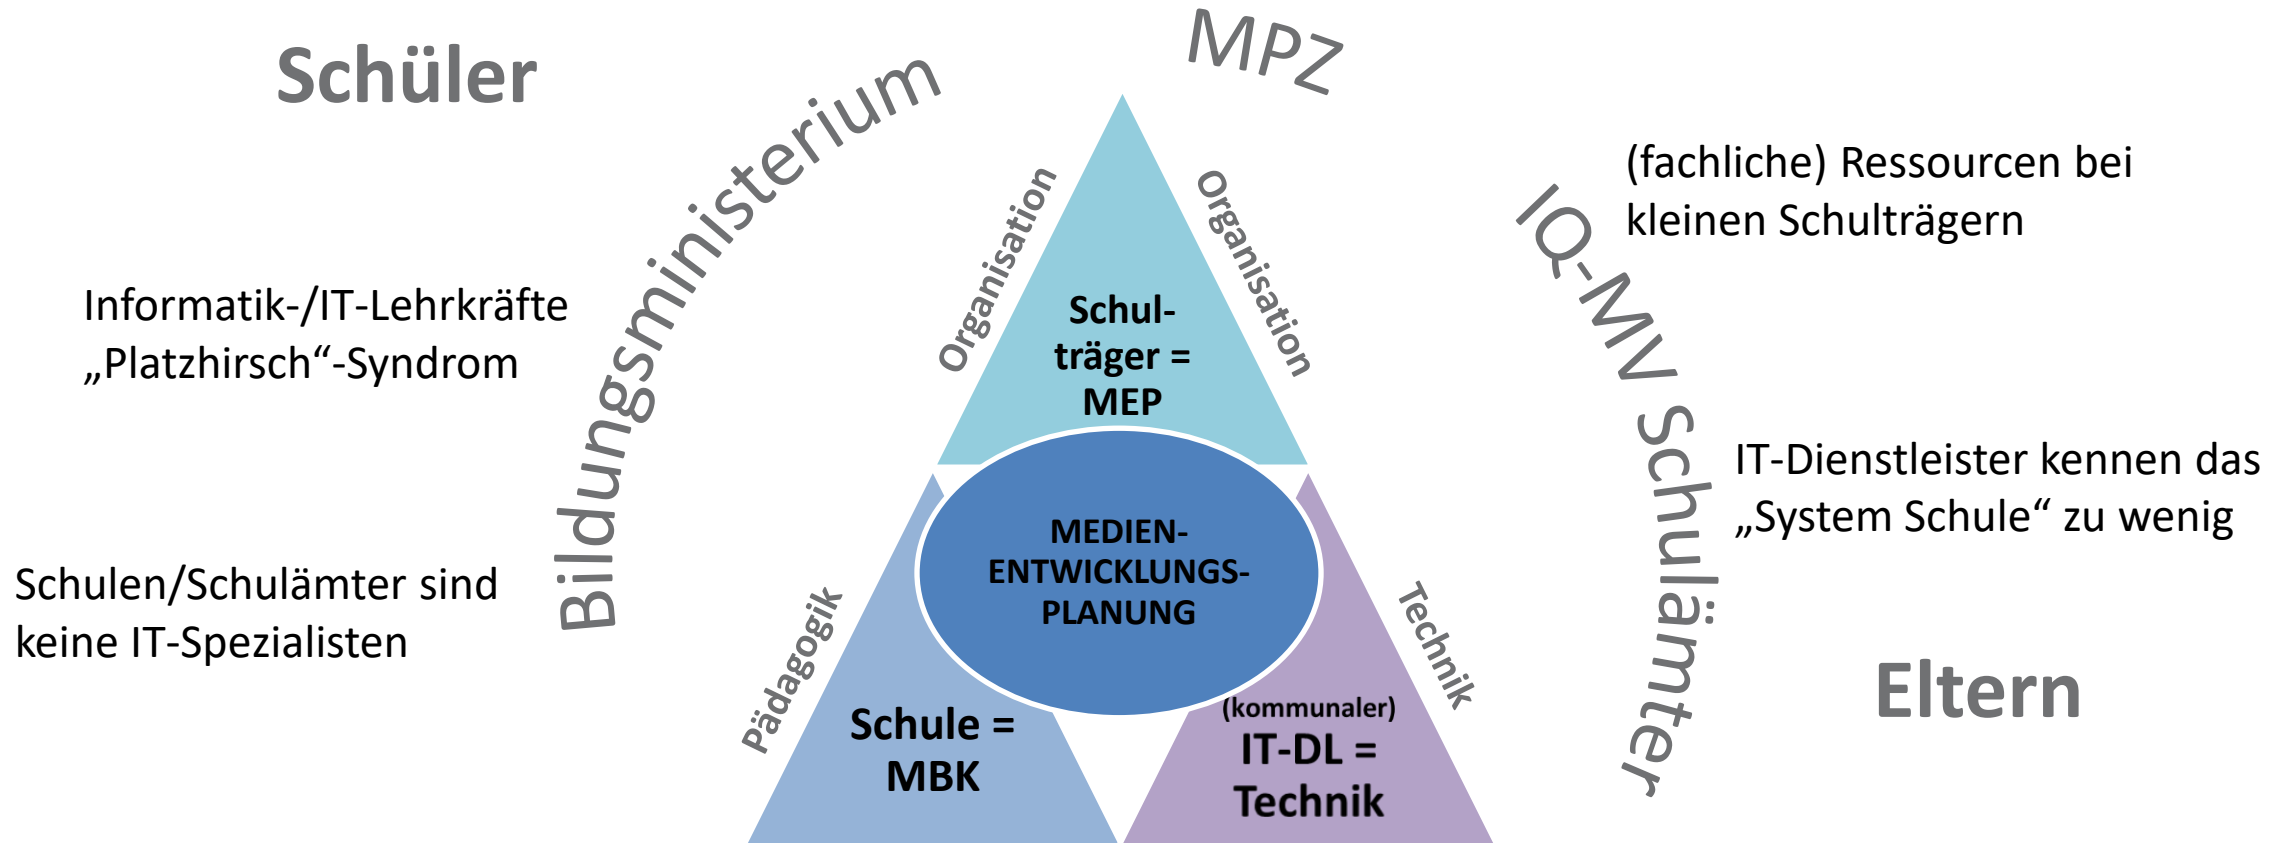 Schüler
Bildungsministerium
MPZ
IQ-MV Schulämter
(fachliche) Ressourcen bei
kleinen Schulträgern
Informatik-/IT-Lehrkräfte
„Platzhirsch“-Syndrom
Organisation
Organisation
Schul-
träger =
MEP
IT-Dienstleister kennen das
„System Schule“ zu wenig
MEDIEN-
ENTWICKLUNGS-
PLANUNG
Schulen/Schulämter sind
keine IT-Spezialisten
Pädagogik
Technik
Schule =
MBK
(kommunaler)
IT-DL =
Technik
Eltern